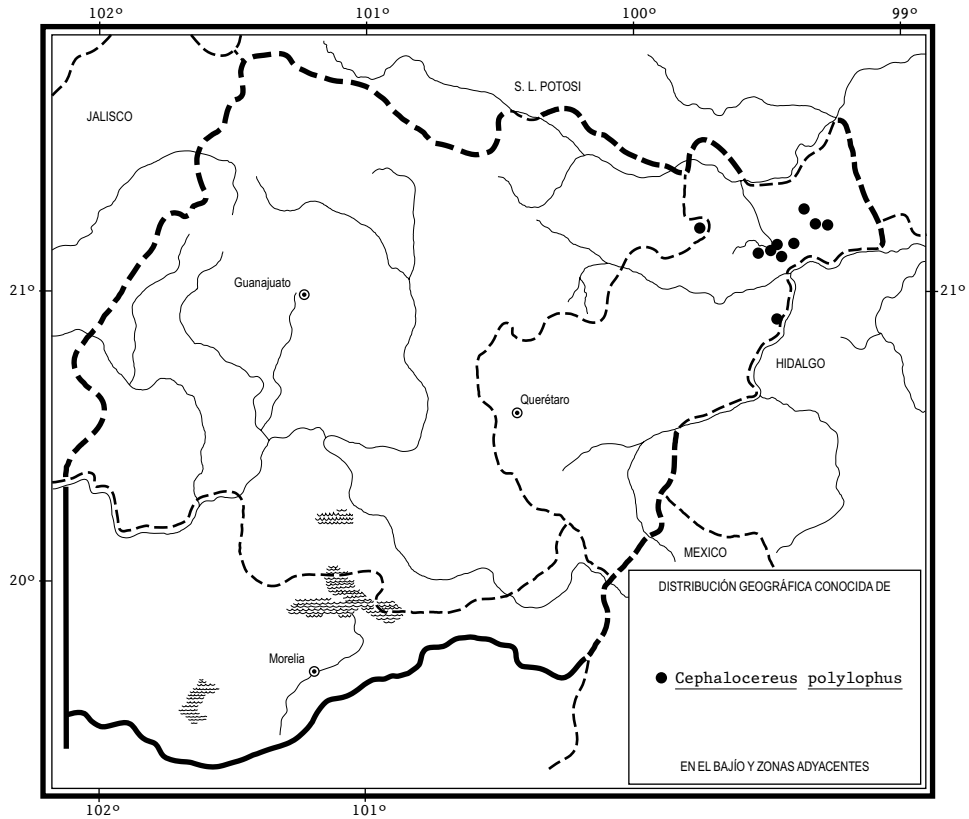 102º 101º 100º 99º
S. L. POTOSI
JALISCO
Guanajuato
21º 21º
HIDALGO
Querétaro
MEXICO
20º
DISTRIBUCIÓN GEOGRÁFICA CONOCIDA DE
Morelia
Cephalocereus polylophus
EN EL BAJÍO Y ZONAS ADYACENTES
102º 101º